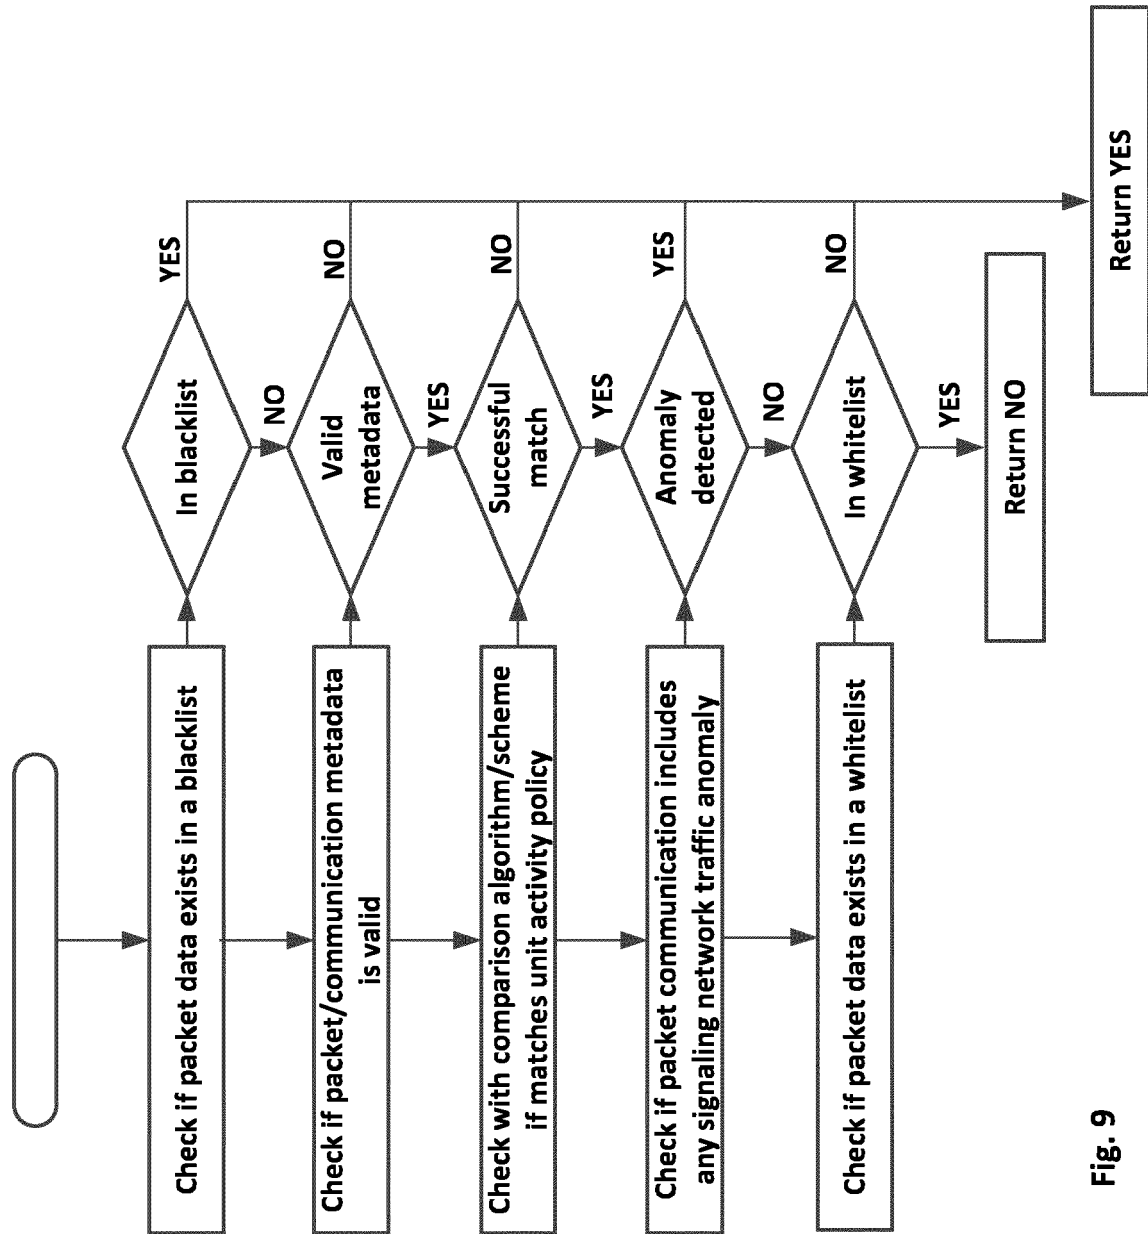 Check if packet data exists in a blacklist
In blacklist
YES
NO
Check if packet/communication metadata
is valid
Valid
metadata
NO
YES
Check with comparison algorithm/scheme
if matches unit activity policy
Successful
match
NO
YES
Check if packet communication includes
any signaling network traffic anomaly
Anomaly
detected
YES
NO
Check if packet data exists in a whitelist
In whitelist
NO
YES
Return NO
Return YES
Fig. 9